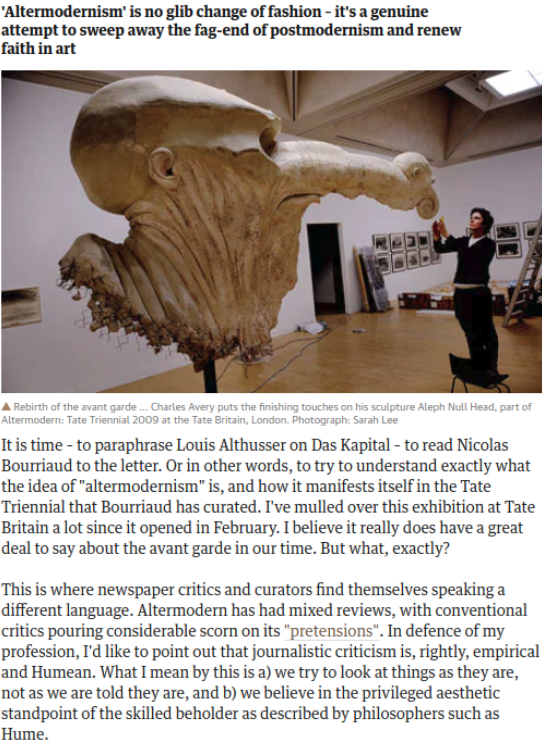 'Altermodernism' is no glib change of fashion – it's a genuine
attempt to sweep away the fag-end of postmodernism and renew
faith in art
▲ Rebirth of the avant garde ... Charles Avery puts the finishing touches on his sculpture Aleph Null Head, part of
Altermodern: Tate Triennial 2009 at the Tate Britain, London. Photograph: Sarah Lee
It is time – to paraphrase Louis Althusser on Das Kapital – to read Nicolas
Bourriaud to the letter. Or in other words, to try to understand exactly what
the idea of "altermodernism" is, and how it manifests itself in the Tate
Triennial that Bourriaud has curated. I've mulled over this exhibition at Tate
Britain a lot since it opened in February. I believe it really does have a great
deal to say about the avant garde in our time. But what, exactly?
This is where newspaper critics and curators find themselves speaking a
different language. Altermodern has had mixed reviews, with conventional
critics pouring considerable scorn on its "pretensions". In defence of my
profession, I'd like to point out that journalistic criticism is, rightly, empirical
and Humean. What I mean by this is a) we try to look at things as they are,
not as we are told they are, and b) we believe in the privileged aesthetic
standpoint of the skilled beholder as described by philosophers such as
Hume.